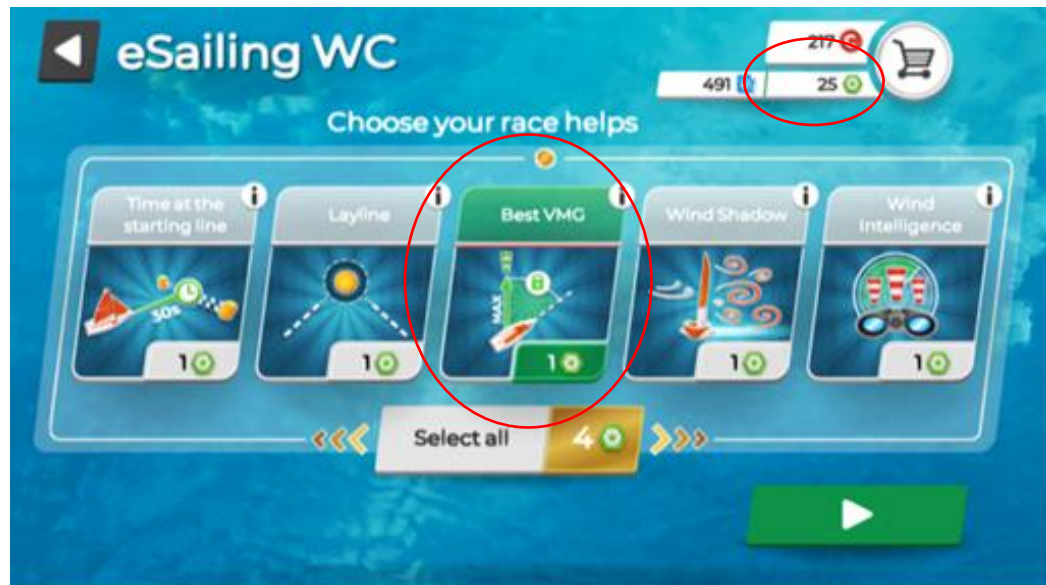 eSailing WC
217
491
25
Choose your race helps
Time at the
starting line
i
Layline
i
Best VMG
i
Wind Shadow
i
Wind
Intelligence
i
50s
MAX
1
1
1
1
1
Select all
4